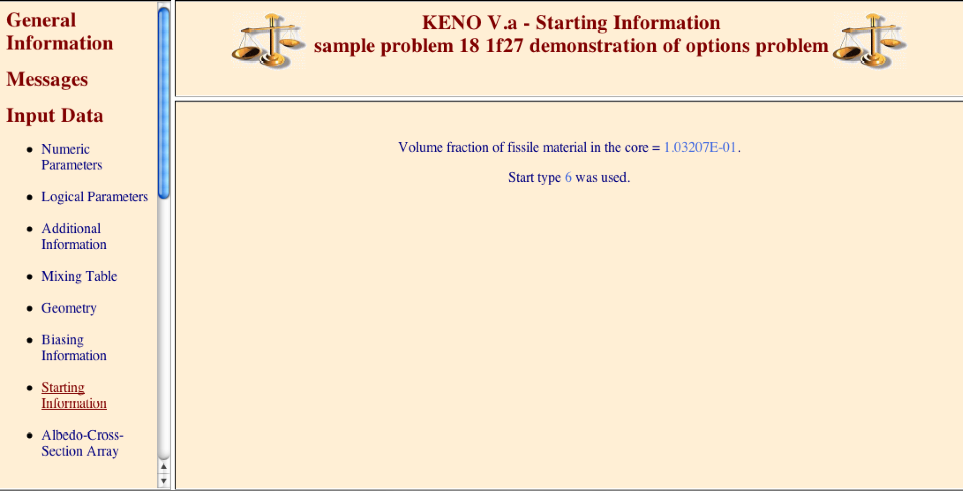 General
Information
Messages
Input Data
Numeric
Parameters
Logical Parameters
Additional
Information
Mixing Table
Geometry
Biasing
Information
Starting
Information
Albedo-Cross-
Section Array
KENO V.a - Starting Information
sample problem 18 1f27 demonstration of options problem
Volume fraction of fissile material in the core = 1.03207E-01.
Start type 6 was used.